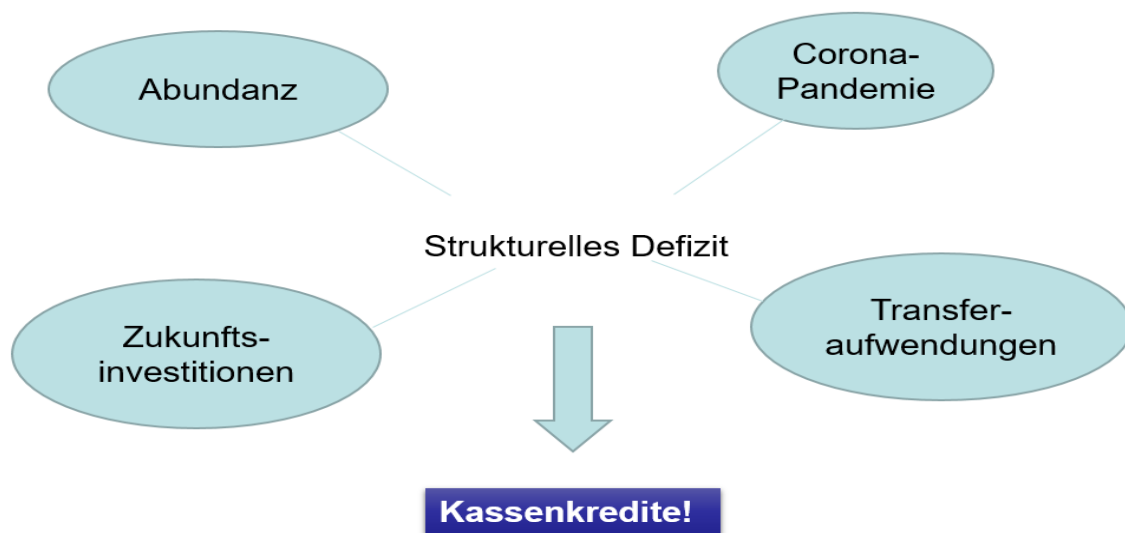 Abundanz
Corona-
Pandemie
Strukturelles Defizit
Zukunfts-
investitionen
Transfer-
aufwendungen
Kassenkredite!